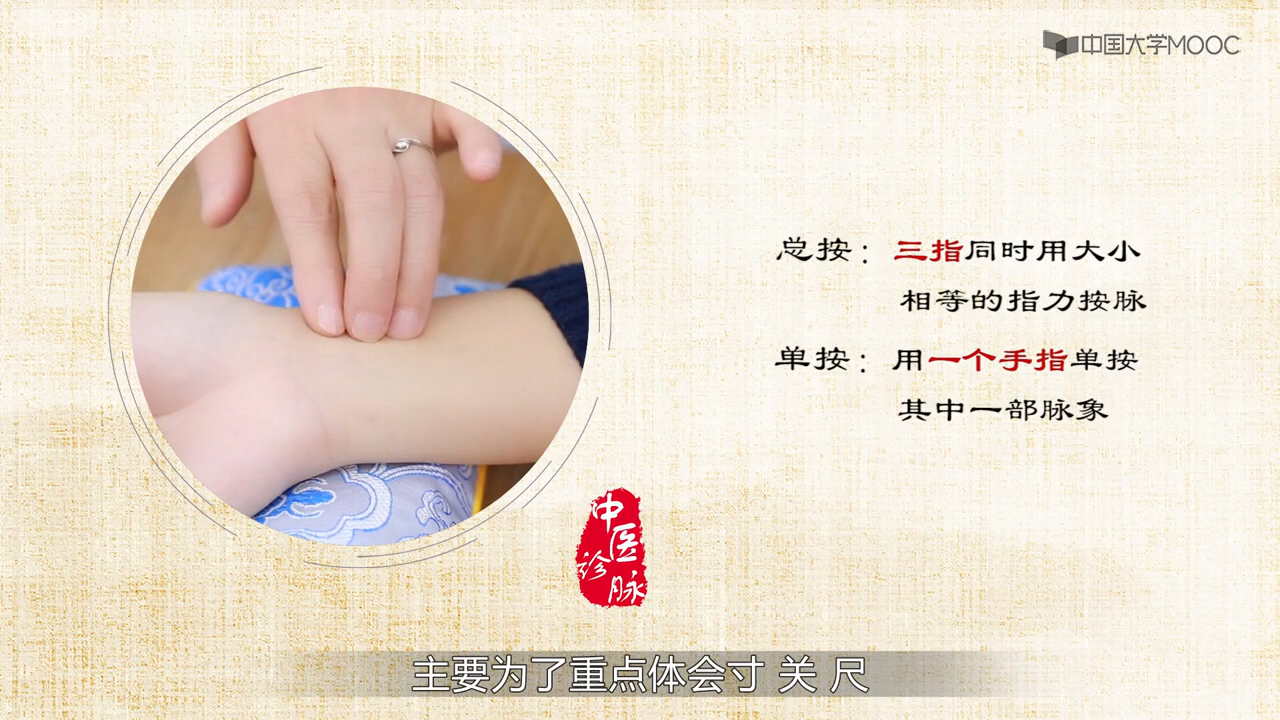 中国大学MOOC
总按：三指同时用大小
相等的指力按脉
单按：用一个手指单按
其中一部脉象
中医
诊脉
主要为了重点体会寸 关 尺